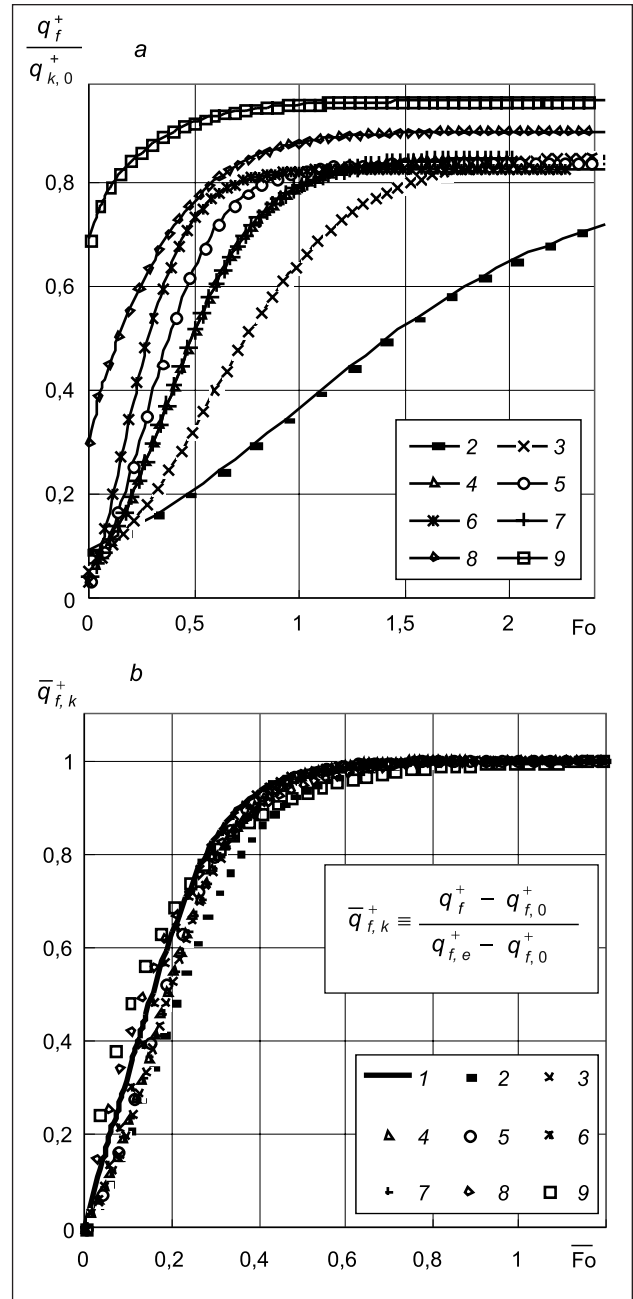 q_f^+ / q_{k,0}^+
a
0,8
0,6
0,4
0,2
0
0 0,5 1 1,5 2 Fo
2 3
4 5
6 7
8 9
b
q̅_{f,k}^+
1
0,8
0,6
0,4
0,2
0
q̅_{f,k}^+ ≡ (q_f^+ − q_{f,0}^+) / (q_{f,e}^+ − q_{f,0}^+)
1 2 3
4 5 6
7 8 9
0 0,2 0,4 0,6 0,8 1 F̅o̅